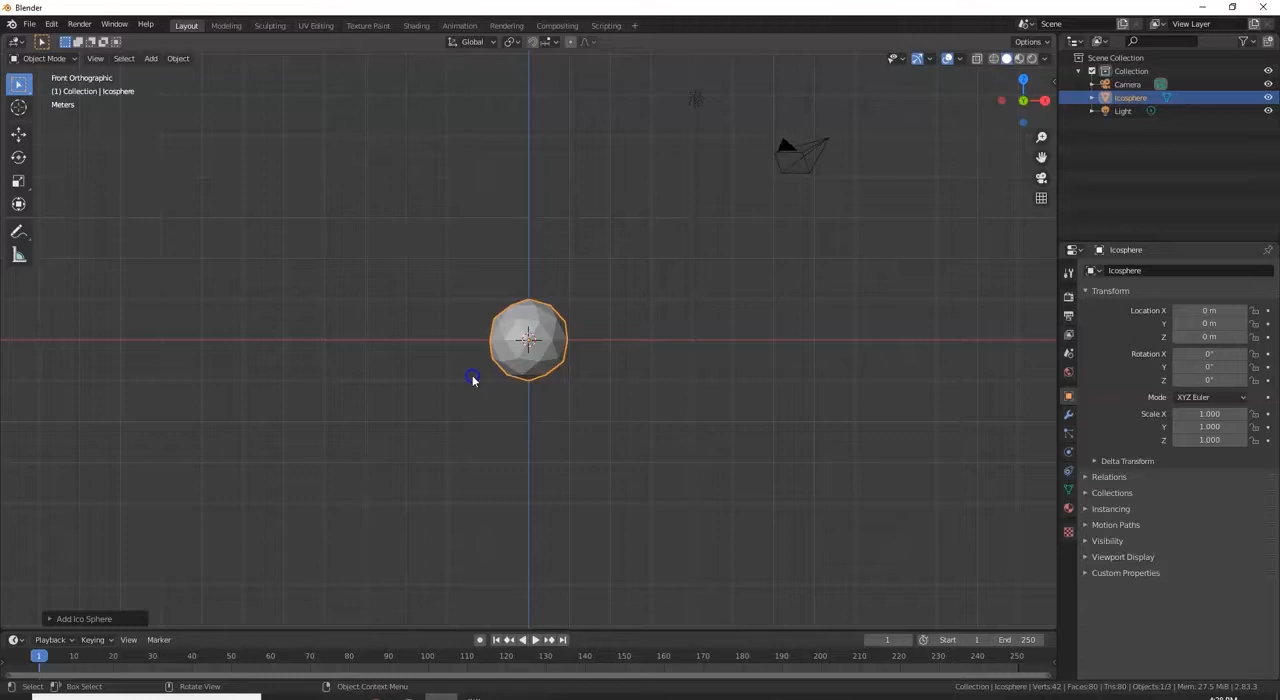 Blender
File Edit Render Window Help Layout Modeling Sculpting UV Editing Texture Paint Shading Animation Rendering Compositing Scripting + Scene View Layer
Global Options
Object Mode View Select Add Object
Front Orthographic
(1) Collection | Icosphere
Meters
Scene Collection
Collection
Camera
Icosphere
Light
Icosphere
Icosphere
Transform
Location X 0 m
Y 0 m
Z 0 m
Rotation X 0°
Y 0°
Z 0°
Mode XYZ Euler
Scale X 1.000
Y 1.000
Z 1.000
Delta Transform
Relations
Collections
Instancing
Motion Paths
Visibility
Viewport Display
Custom Properties
Add Ico Sphere
Playback Keying View Marker 1 Start 1 End 250
1 10 20 30 40 50 60 70 80 90 100 110 120 130 140 150 160 170 180 190 200 210 220 230 240 250
Select Box Select Rotate View Object Context Menu Collection | Icosphere | Verts:42 | Faces:80 | Tris:80 | Objects:1/3 | Mem: 27.5 MiB | 2.83.3